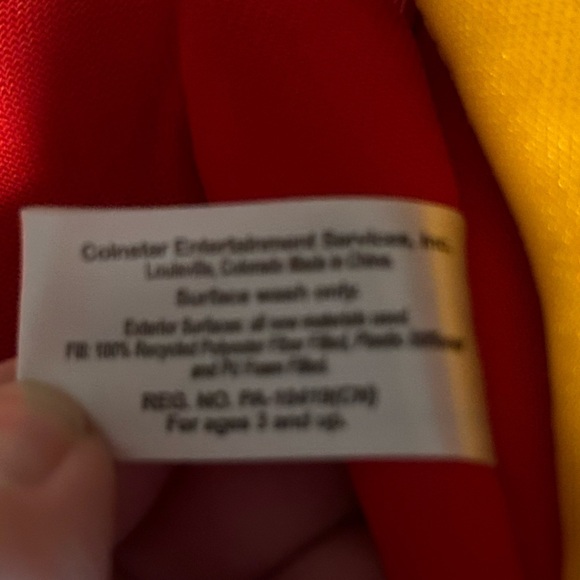 Coinstar Entertainment Services, Inc.
Louisville, Colorado Made in China
Surface wash only.
Exterior Surfaces: all new materials used.
Fill: 100% Recycled Polyester Fiber Filled, Plastic
and PU Foam Filled.
REG. NO.
For ages 3 and up.